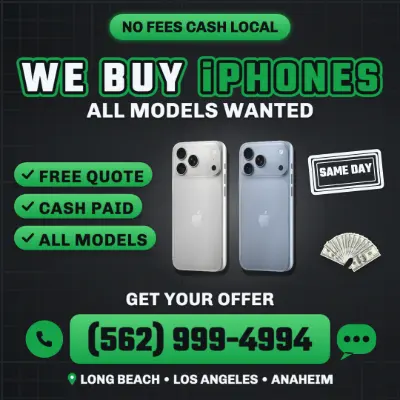 NO FEES CASH LOCAL
WE BUY iPHONES
ALL MODELS WANTED
SAME DAY
✓ FREE QUOTE
✓ CASH PAID
✓ ALL MODELS
GET YOUR OFFER
(562) 999-4994
LONG BEACH • LOS ANGELES • ANAHEIM